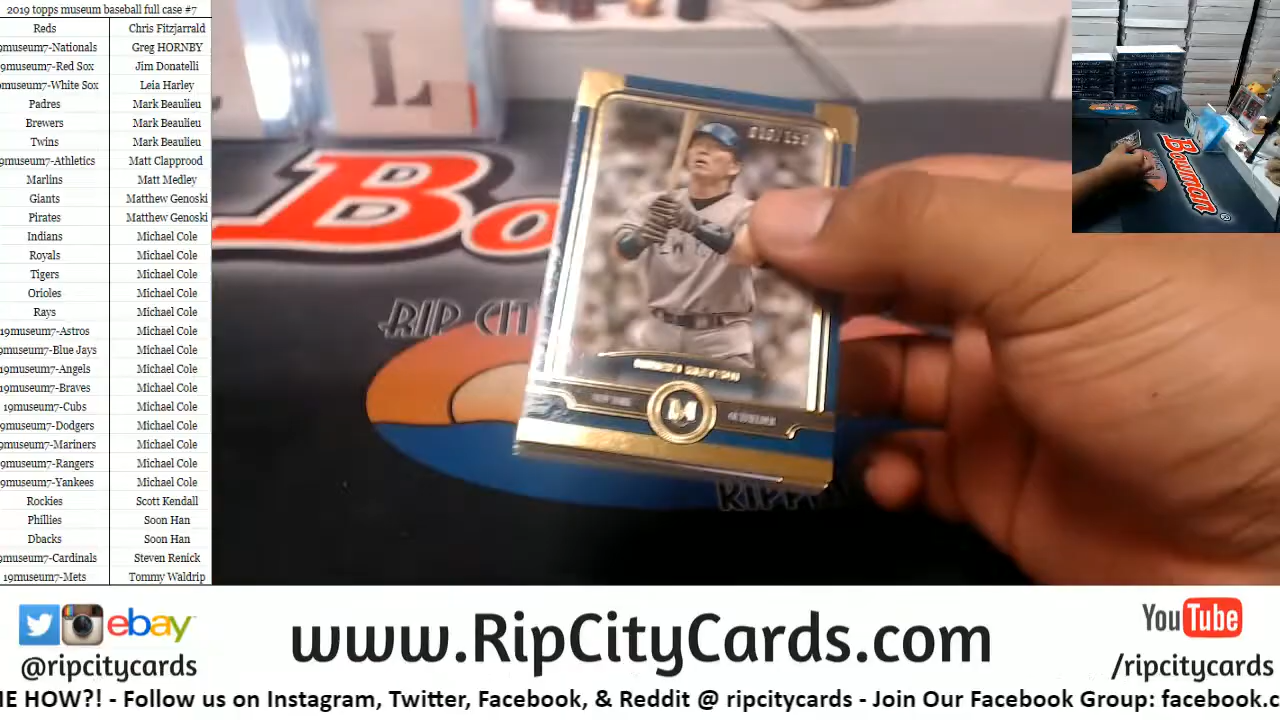 2019 topps museum baseball full case #7
Reds Chris Fitzjarrald
9museum7-Nationals Greg HORNBY
9museum7-Red Sox Jim Donatelli
9museum7-White Sox Leia Harley
Padres Mark Beaulieu
Brewers Mark Beaulieu
Twins Mark Beaulieu
19museum7-Athletics Matt Clapprood
Marlins Matt Medley
Giants Matthew Genoski
Pirates Matthew Genoski
Indians Michael Cole
Royals Michael Cole
Tigers Michael Cole
Orioles Michael Cole
Rays Michael Cole
19museum7-Astros Michael Cole
19museum7-Blue Jays Michael Cole
19museum7-Angels Michael Cole
19museum7-Braves Michael Cole
19museum7-Cubs Michael Cole
19museum7-Dodgers Michael Cole
19museum7-Mariners Michael Cole
19museum7-Rangers Michael Cole
19museum7-Yankees Michael Cole
Rockies Scott Kendall
Phillies Soon Han
Dbacks Soon Han
9museum7-Cardinals Steven Renick
19museum7-Mets Tommy Waldrip
Bo
RIP CIT
M
RIPP
Bowman
®
ebay
@ripcitycards
www.RipCityCards.com
YouTube
/ripcitycards
ME HOW?! - Follow us on Instagram, Twitter, Facebook, & Reddit @ ripcitycards - Join Our Facebook Group: facebook.c